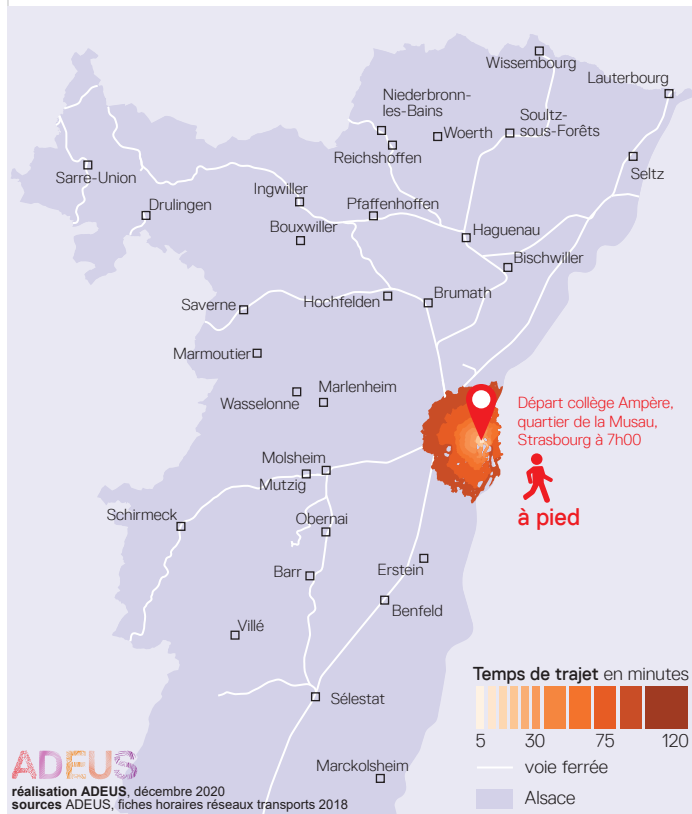 Wissembourg
Lauterbourg
Niederbronn-
les-Bains
Woerth
Soultz-
sous-Forêts
Reichshoffen
Seltz
Sarre-Union
Drulingen
Ingwiller
Pfaffenhoffen
Bouxwiller
Haguenau
Bischwiller
Saverne
Hochfelden
Brumath
Marmoutier
Wasselonne
Marlenheim
Départ collège Ampère,
quartier de la Musau,
Strasbourg à 7h00
à pied
Molsheim
Mutzig
Schirmeck
Obernai
Barr
Erstein
Benfeld
Villé
Sélestat
Marckolsheim
Temps de trajet en minutes
5 30 75 120
voie ferrée
Alsace
ADEUS
réalisation ADEUS, décembre 2020
sources ADEUS, fiches horaires réseaux transports 2018